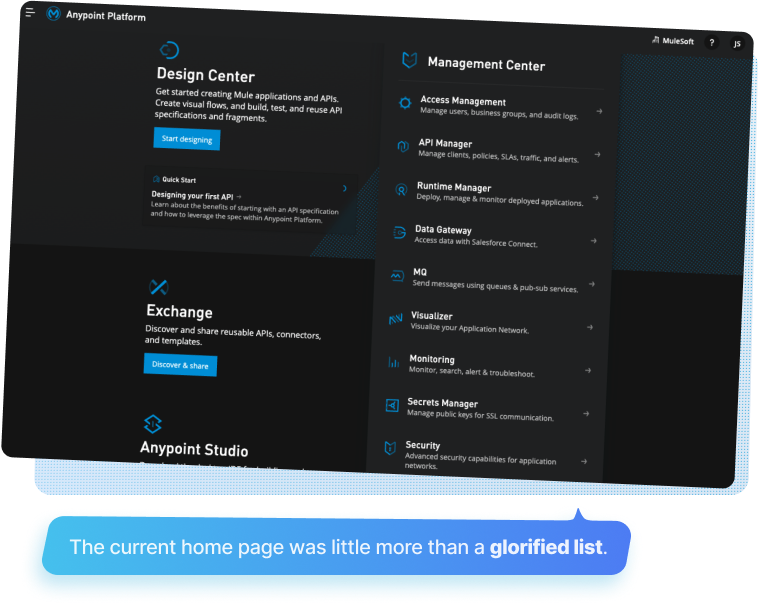 Anypoint Platform
MuleSoft
?
JS
Design Center
Get started creating Mule applications and APIs.
Create visual flows, and build, test, and reuse API
specifications and fragments.
Start designing
Quick Start
Designing your first API →
Learn about the benefits of starting with an API specification
and how to leverage the spec within Anypoint Platform.
Exchange
Discover and share reusable APIs, connectors,
and templates.
Discover & share
Anypoint Studio
Management Center
Access Management
Manage users, business groups, and audit logs.
API Manager
Manage clients, policies, SLAs, traffic, and alerts.
Runtime Manager
Deploy, manage & monitor deployed applications.
Data Gateway
Access data with Salesforce Connect.
MQ
Send messages using queues & pub-sub services.
Visualizer
Visualize your Application Network.
Monitoring
Monitor, search, alert & troubleshoot.
Secrets Manager
Manage public keys for SSL communication.
Security
Advanced security capabilities for application
networks.
The current home page was little more than a glorified list.